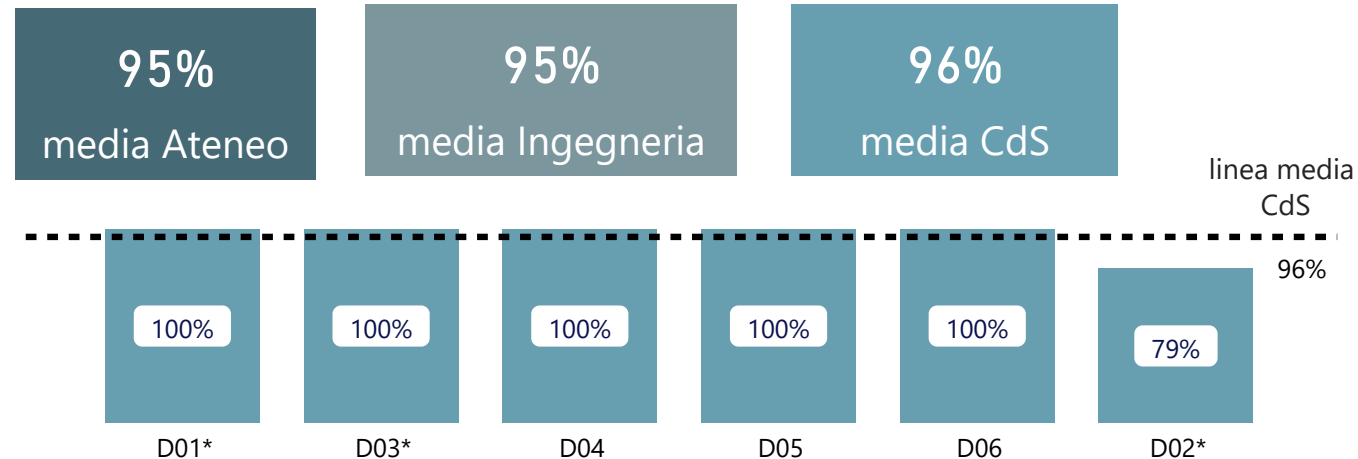 95%
media Ateneo
95%
media Ingegneria
96%
media CdS
linea media
CdS
96%
100%
100%
100%
100%
100%
79%
D01*
D03*
D04
D05
D06
D02*